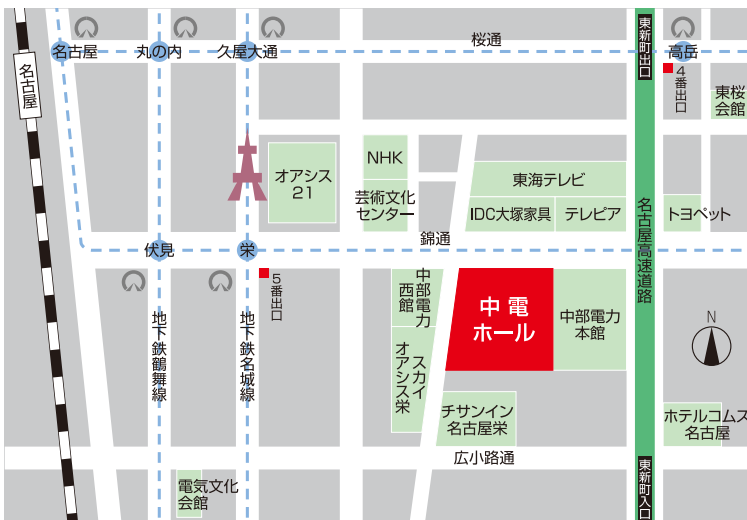 桜通
名古屋
丸の内
久屋大通
高岳
東新町出口
4番出口
名古屋
東桜
会館
NHK
オアシス
21
芸術文化
センター
東海テレビ
IDC大塚家具
テレピア
トヨペット
名古屋高速道路
錦通
伏見
栄
5番出口
中部電力
西館
中電
ホール
中部電力
本館
N
地下鉄鶴舞線
地下鉄名城線
スカイ
オアシス栄
チサンイン
名古屋栄
ホテルコムズ
名古屋
広小路通
電気文化
会館
東新町入口